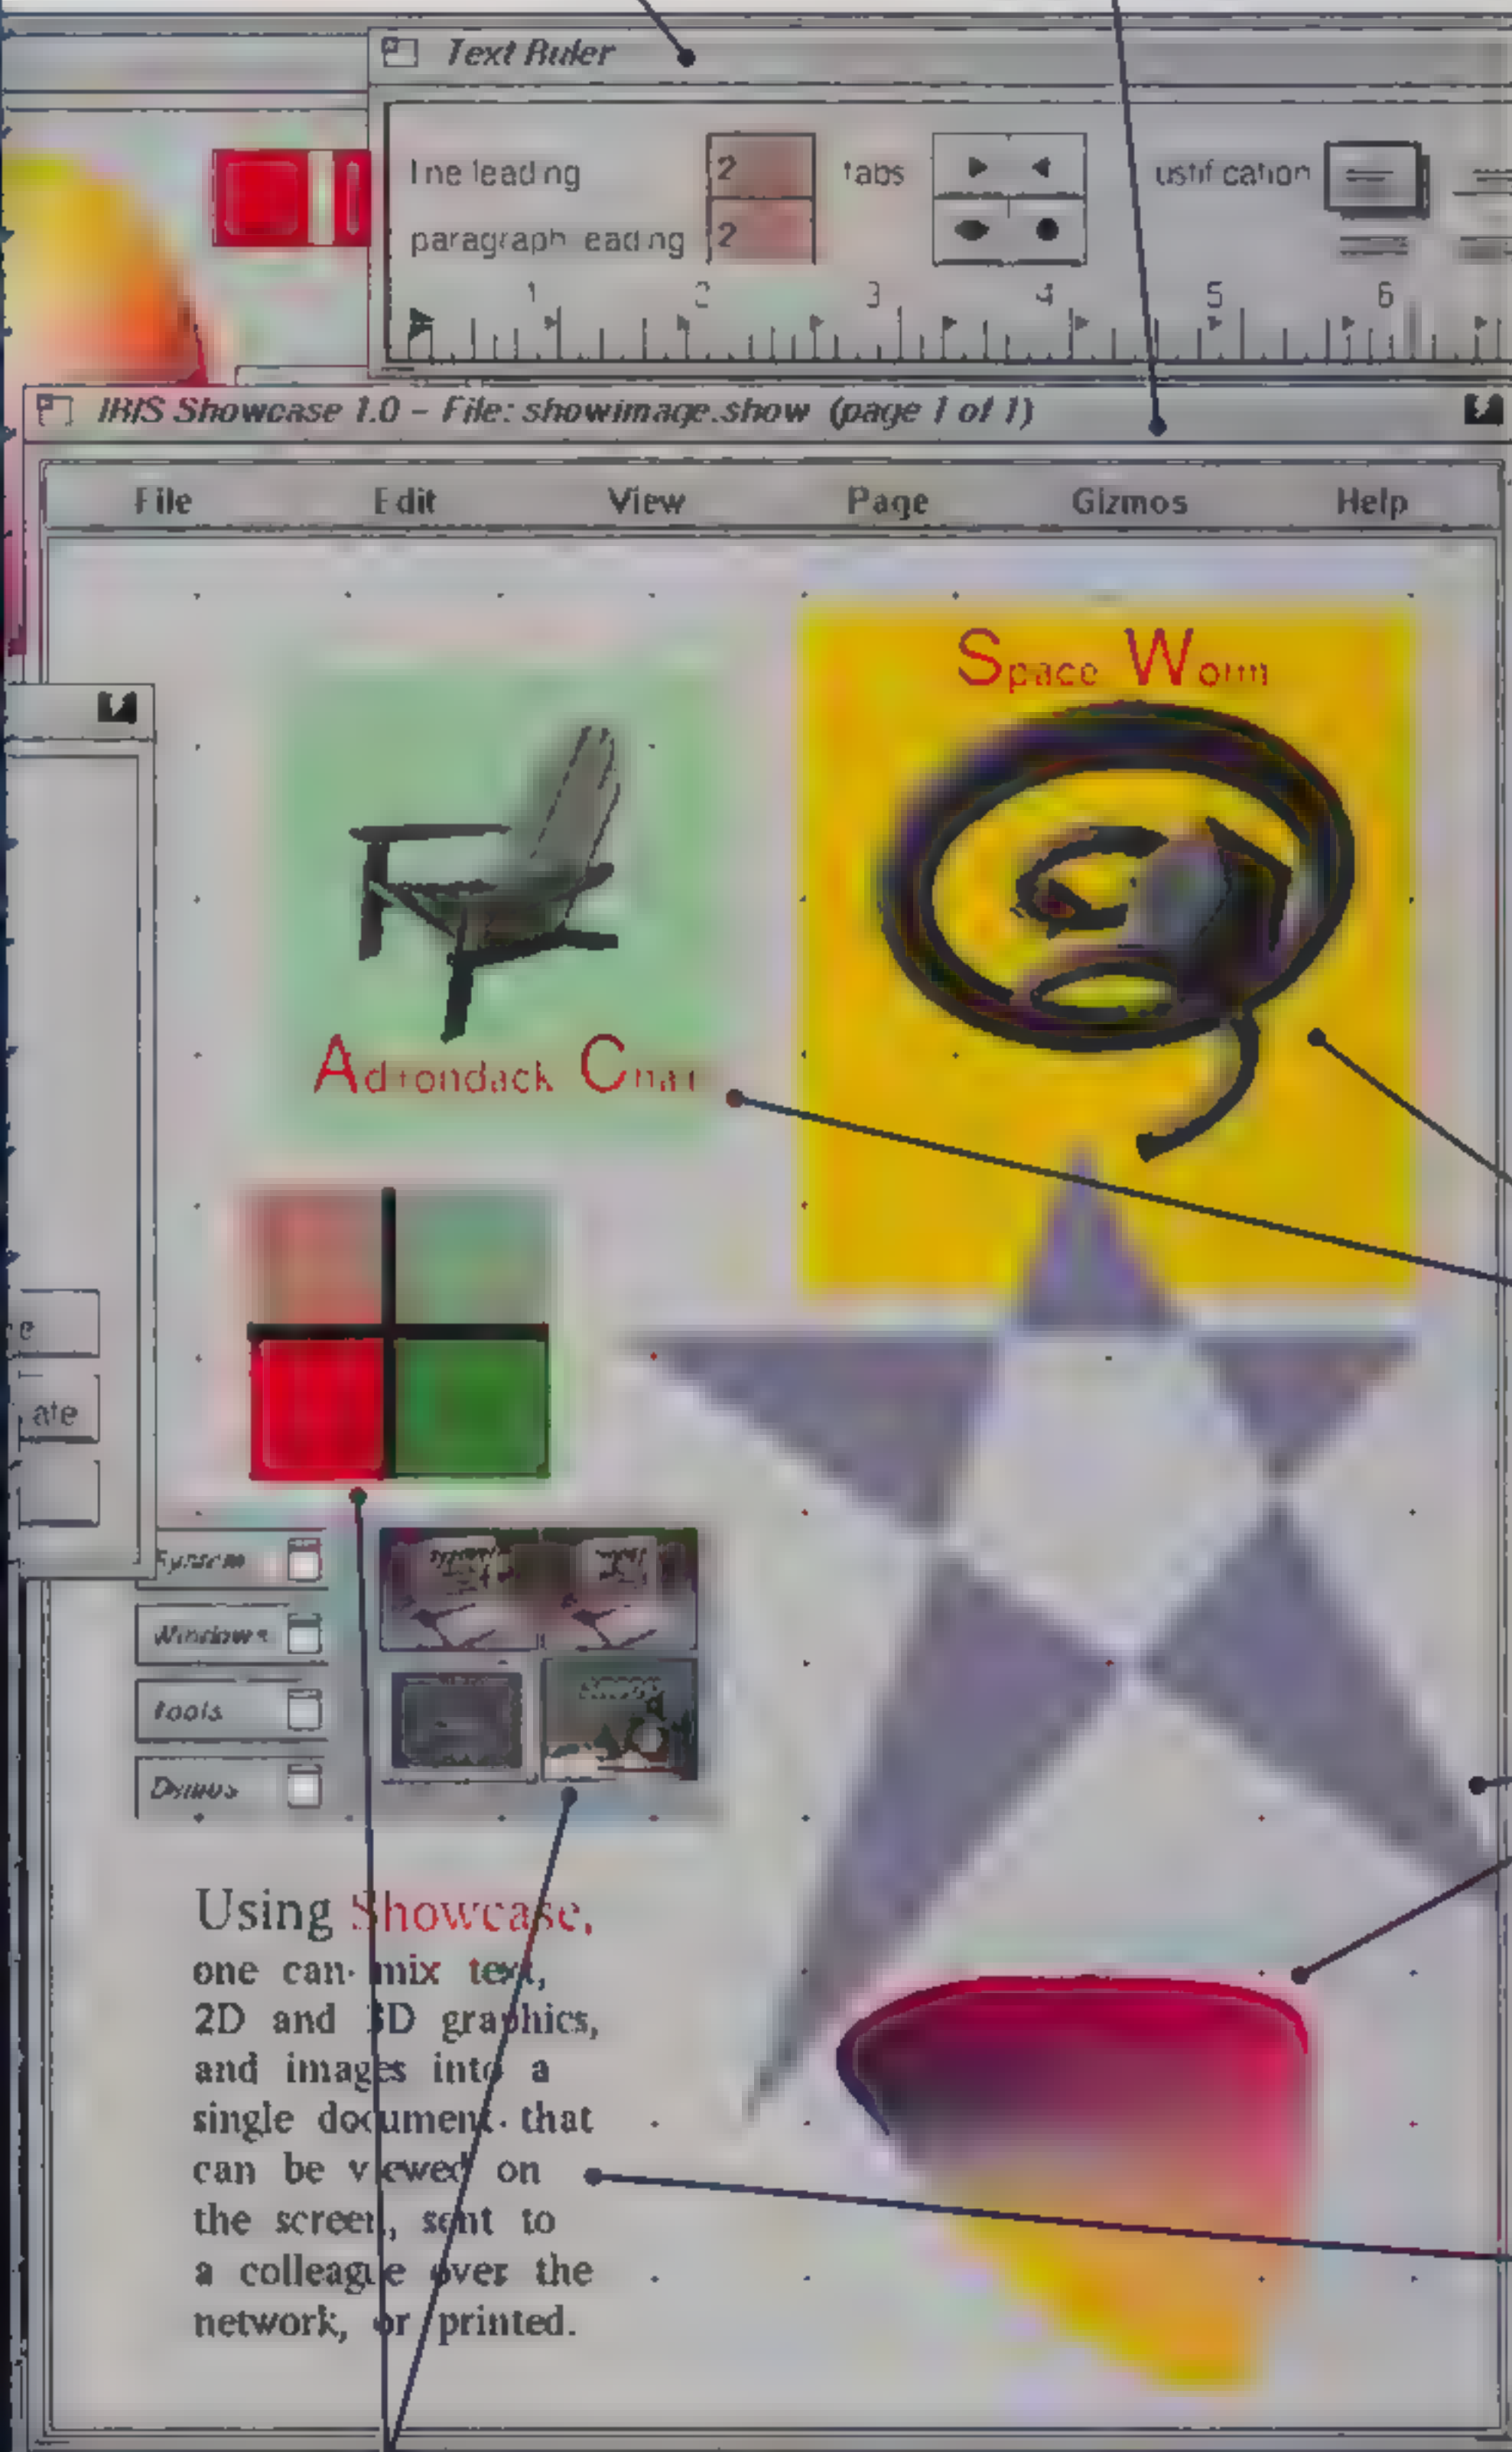 Text Ruler
line leading 2 tabs justification
paragraph leading 2
1 2 3 4 5 6
IRIS Showcase 1.0 – File: showimage.show (page 1 of 1)
File Edit View Page Gizmos Help
Space Worm
Adirondack Chair
e
ate
System
Windows
Tools
Demos
Using Showcase,
one can mix text,
2D and 3D graphics,
and images into a
single document that
can be viewed on
the screen, sent to
a colleague over the
network, or printed.